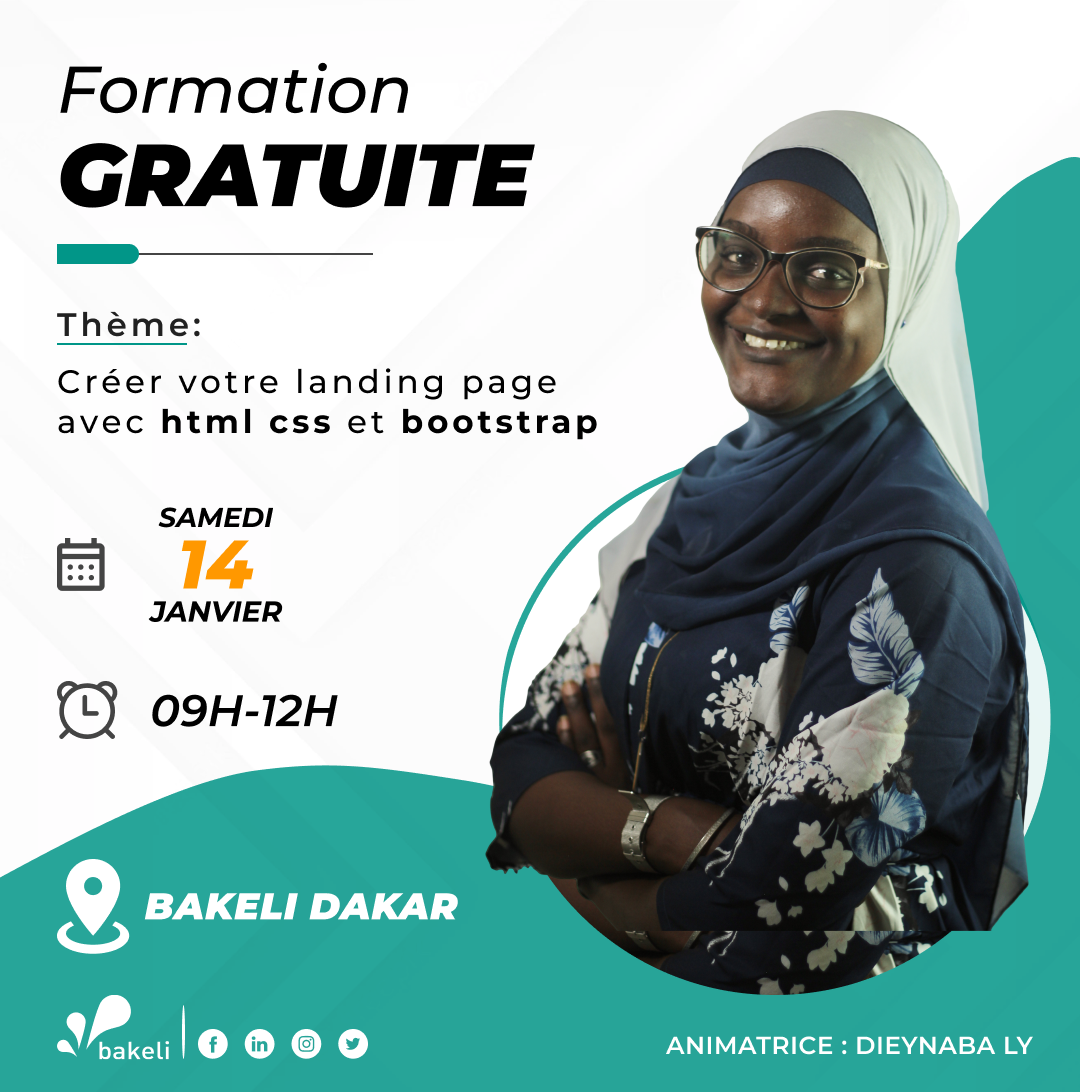 Formation
GRATUITE
Thème:
Créer votre landing page
avec html css et bootstrap
SAMEDI
14
JANVIER
09H-12H
BAKELI DAKAR
bakeli
ANIMATRICE : DIEYNABA LY